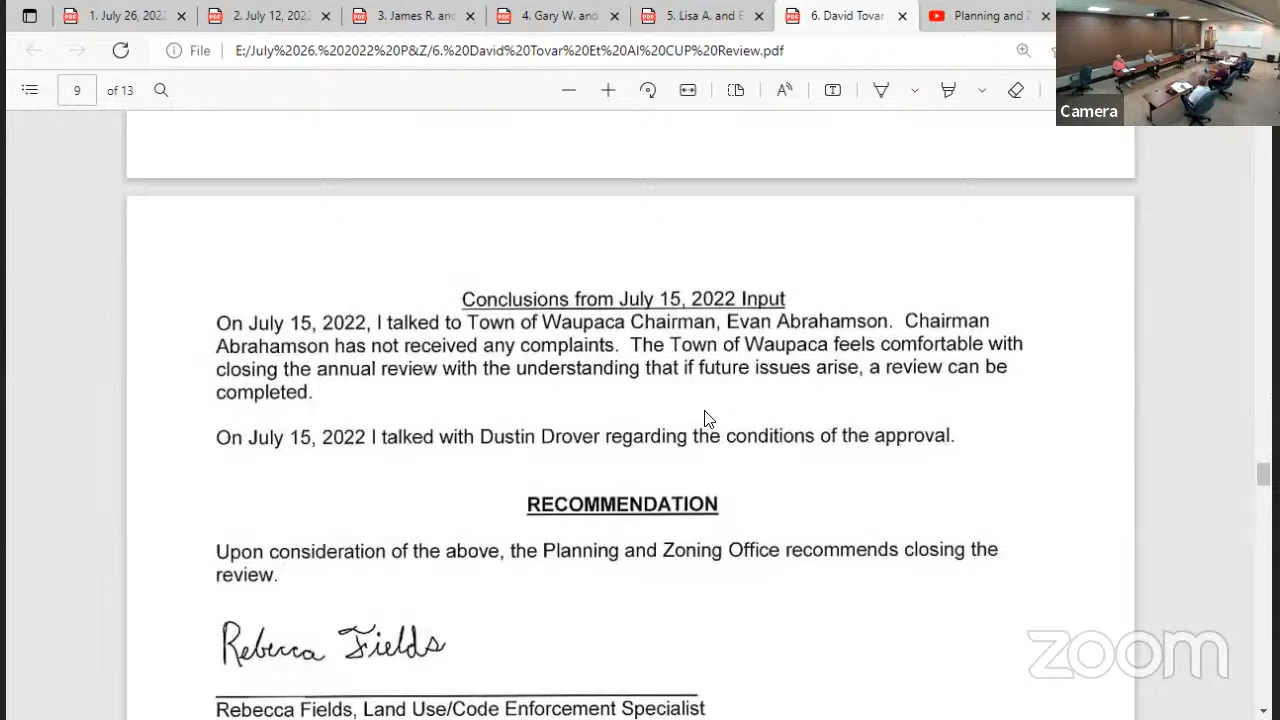 1. July 26, 202
2. July 12, 2022
3. James R. and
4. Gary W. and
5. Lisa A. and E
6. David Tovar
Planning and Z
File
E:/July%2026.%202022%20P&Z/6.%20David%20Tovar%20Et%20Al%20CUP%20Review.pdf
9 of 13
Camera
Conclusions from July 15, 2022 Input
On July 15, 2022, I talked to Town of Waupaca Chairman, Evan Abrahamson. Chairman
Abrahamson has not received any complaints. The Town of Waupaca feels comfortable with
closing the annual review with the understanding that if future issues arise, a review can be
completed.
On July 15, 2022 I talked with Dustin Drover regarding the conditions of the approval.
RECOMMENDATION
Upon consideration of the above, the Planning and Zoning Office recommends closing the
review.
Rebecca Fields
zoom
Rebecca Fields, Land Use/Code Enforcement Specialist